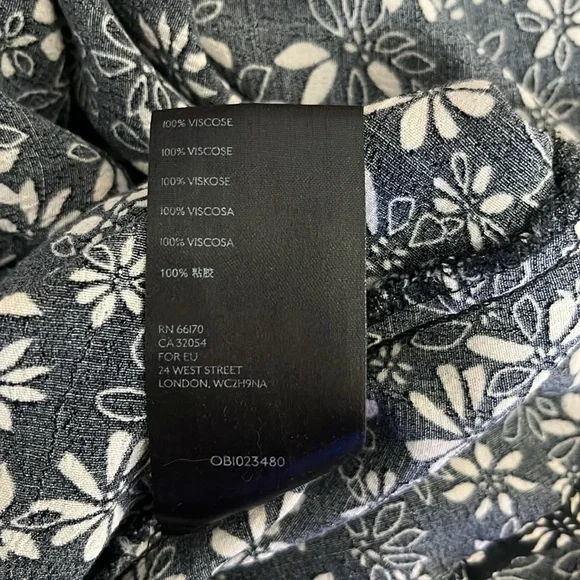 100% VISCOSE
100% VISCOSE
100% VISKOSE
100% VISCOSA
100% VISCOSA
100% 粘胶
RN 66170
CA 32054
FOR EU
24 WEST STREET
LONDON, WC2H9NA
OB1023480